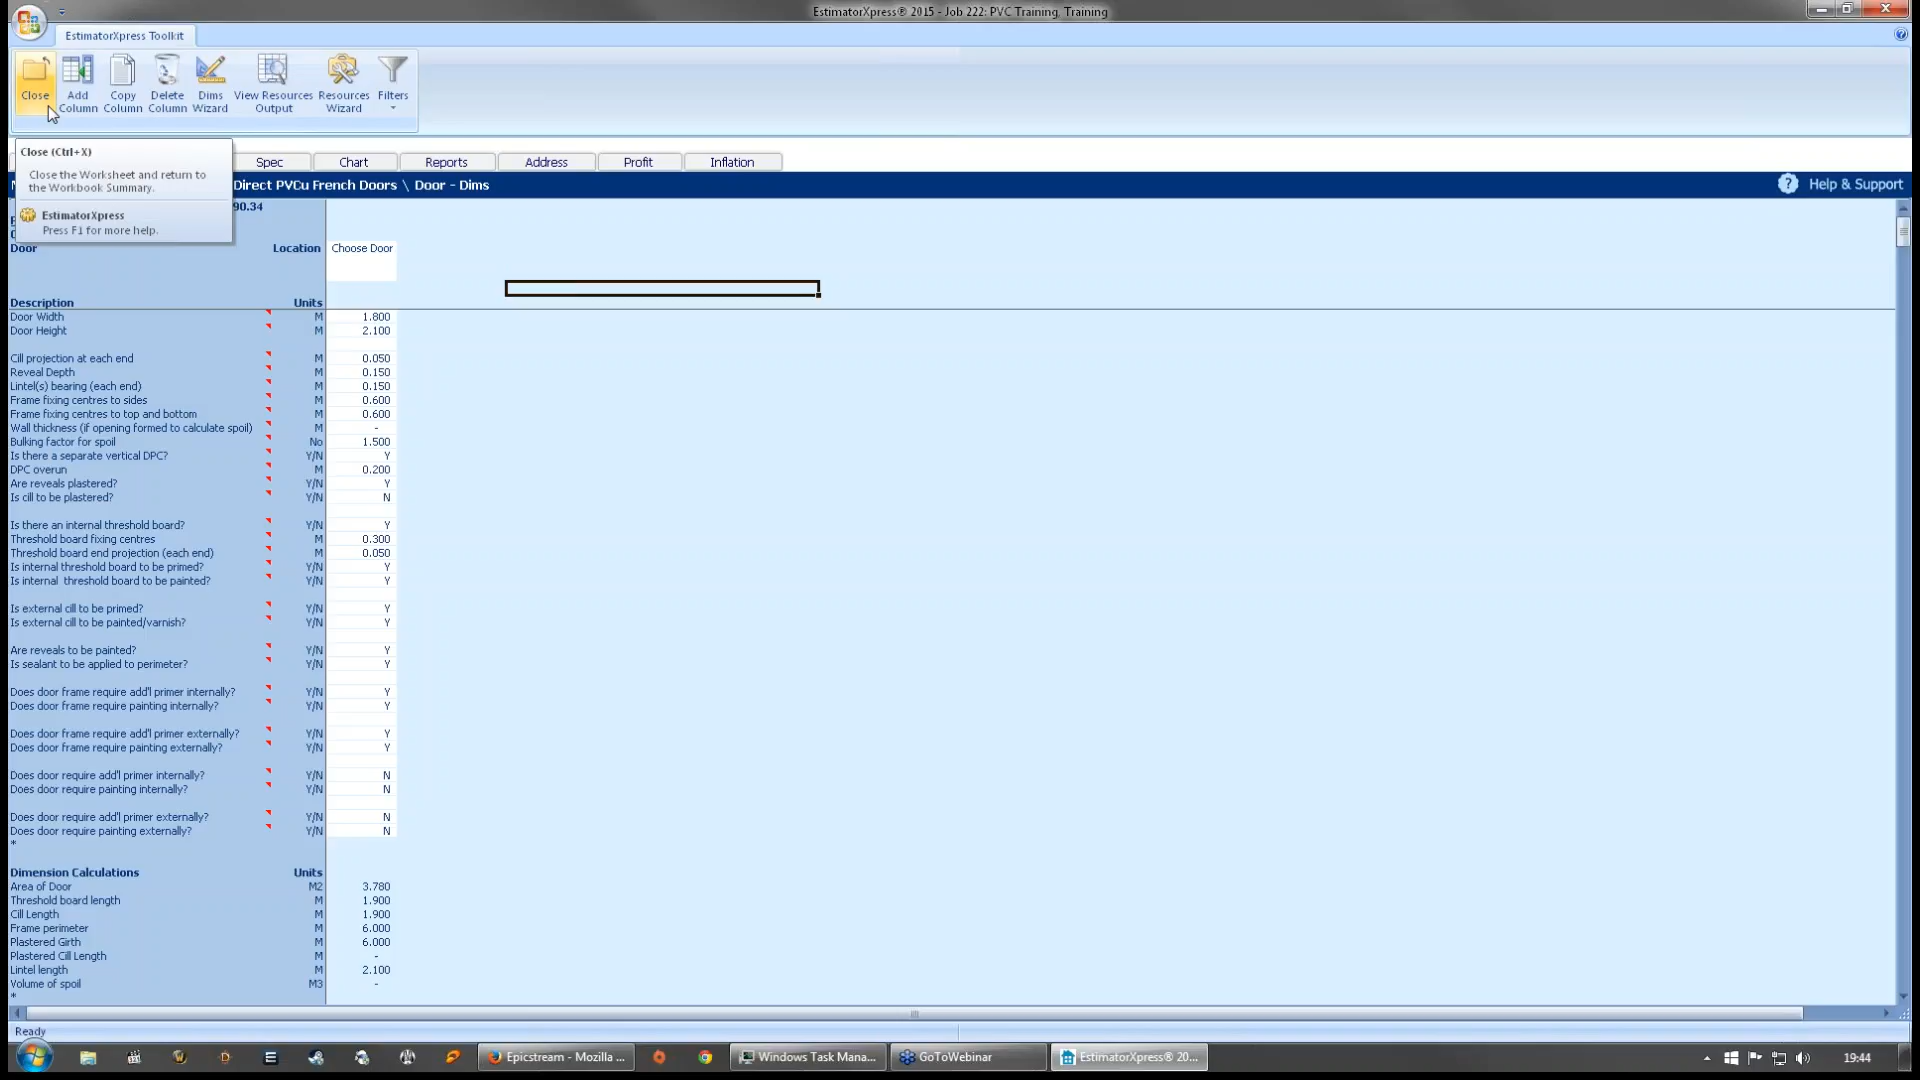 EstimatorXpress® 2015 - Job 222: PVC Training, Training
EstimatorXpress Toolkit
Close
Add Column
Copy Column
Delete Column
Dims Wizard
View Resources Output
Resources Wizard
Filters
Close (Ctrl+X)
Close the Worksheet and return to
the Workbook Summary.
EstimatorXpress
Press F1 for more help.
Spec
Chart
Reports
Address
Profit
Inflation
Direct PVCu French Doors \ Door - Dims
Help & Support
90.34
Door Location Choose Door
Description Units
Door Width M 1.800
Door Height M 2.100
Cill projection at each end M 0.050
Reveal Depth M 0.150
Lintel(s) bearing (each end) M 0.150
Frame fixing centres to sides M 0.600
Frame fixing centres to top and bottom M 0.600
Wall thickness (if opening formed to calculate spoil) M -
Bulking factor for spoil No 1.500
Is there a separate vertical DPC? Y/N Y
DPC overun M 0.200
Are reveals plastered? Y/N Y
Is cill to be plastered? Y/N N
Is there an internal threshold board? Y/N Y
Threshold board fixing centres M 0.300
Threshold board end projection (each end) M 0.050
Is internal threshold board to be primed? Y/N Y
Is internal  threshold board to be painted? Y/N Y
Is external cill to be primed? Y/N Y
Is external cill to be painted/varnish? Y/N Y
Are reveals to be painted? Y/N Y
Is sealant to be applied to perimeter? Y/N Y
Does door frame require add'l primer internally? Y/N Y
Does door frame require painting internally? Y/N Y
Does door frame require add'l primer externally? Y/N Y
Does door frame require painting externally? Y/N Y
Does door require add'l primer internally? Y/N N
Does door require painting internally? Y/N N
Does door require add'l primer externally? Y/N N
Does door require painting externally? Y/N N
*
Dimension Calculations Units
Area of Door M2 3.780
Threshold board length M 1.900
Cill Length M 1.900
Frame perimeter M 6.000
Plastered Girth M 6.000
Plastered Cill Length M -
Lintel length M 2.100
Volume of spoil M3 -
*
Ready
Epicstream - Mozilla ...
Windows Task Mana...
GoToWebinar
EstimatorXpress® 20...
19:44